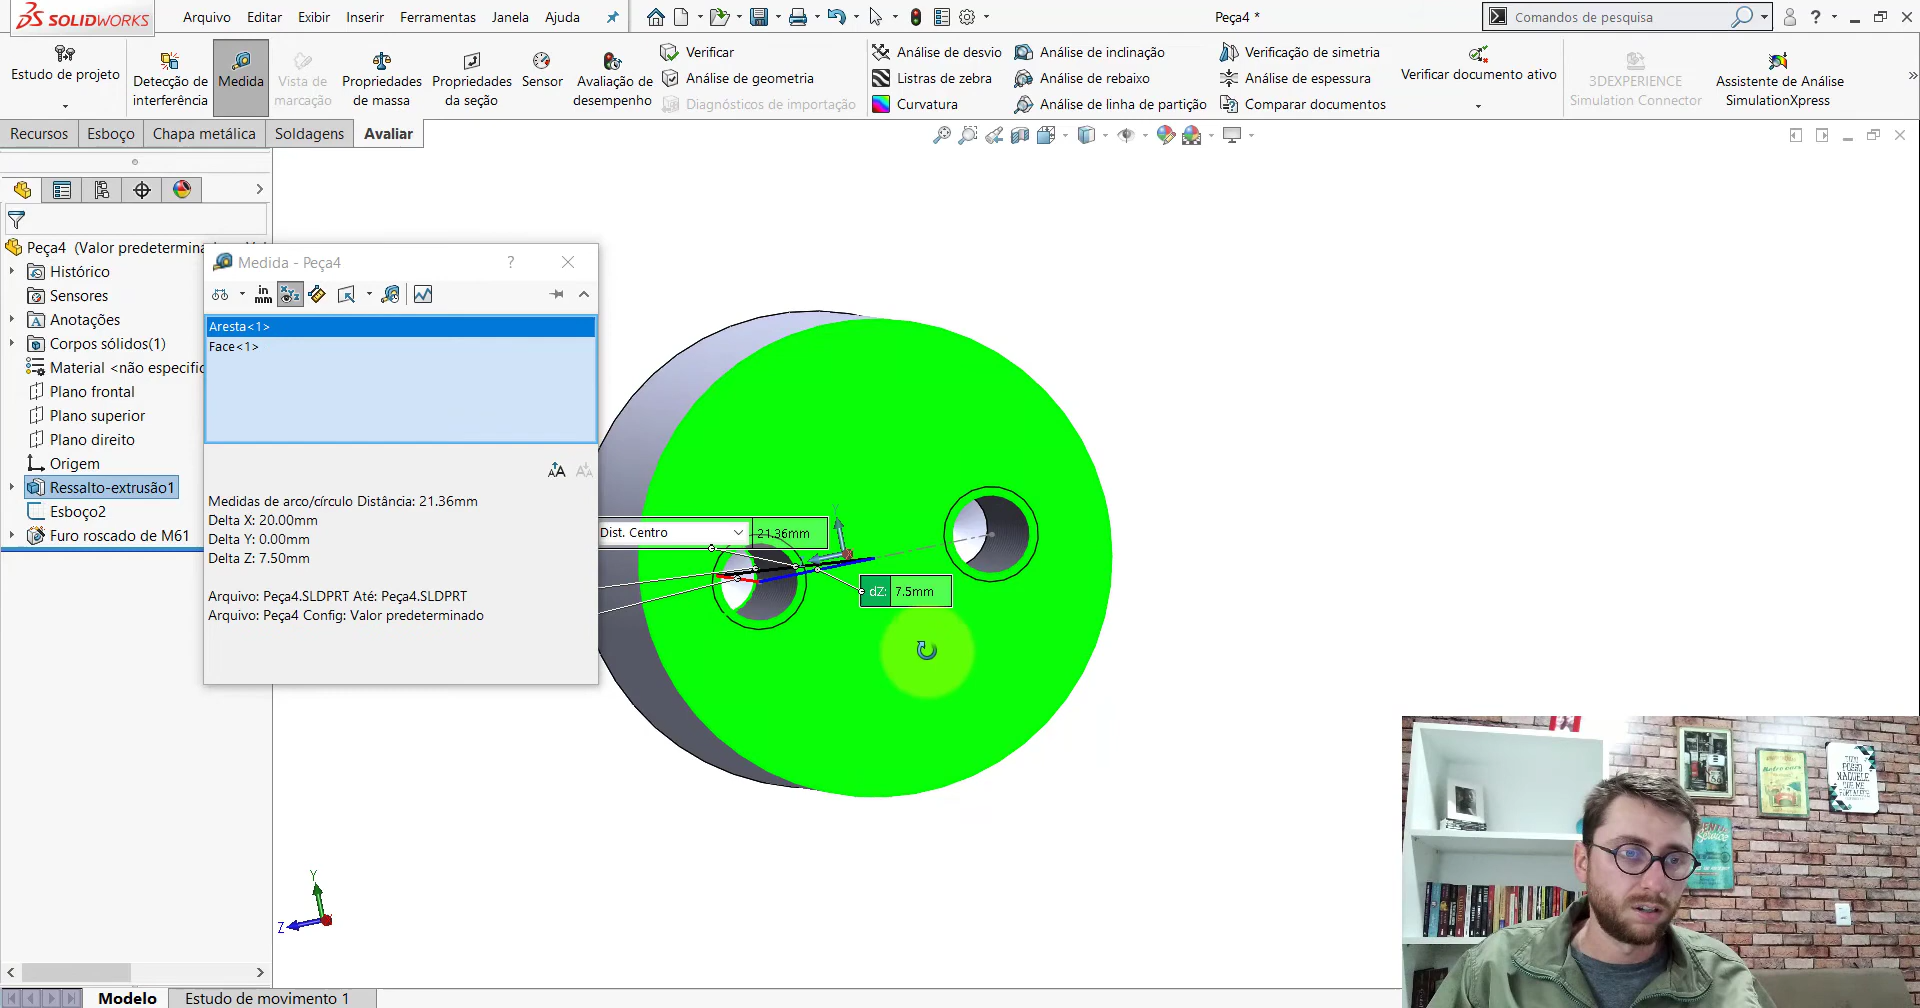 SOLIDWORKS
Arquivo
Editar
Exibir
Inserir
Ferramentas
Janela
Ajuda
Peça4 *
Comandos de pesquisa
?
Estudo de projeto
Detecção de
interferência
Medida
Vista de
marcação
Propriedades
de massa
Propriedades
da seção
Sensor
Avaliação de
desempenho
Verificar
Análise de geometria
Diagnósticos de importação
Análise de desvio
Listras de zebra
Curvatura
Análise de inclinação
Análise de rebaixo
Análise de linha de partição
Verificação de simetria
Análise de espessura
Comparar documentos
Verificar documento ativo
3DEXPERIENCE
Simulation Connector
Assistente de Análise
SimulationXpress
Recursos
Esboço
Chapa metálica
Soldagens
Avaliar
Peça4 (Valor predetermina
Histórico
Sensores
Anotações
Corpos sólidos(1)
Material <não especific
Plano frontal
Plano superior
Plano direito
Origem
Ressalto-extrusão1
Esboço2
Furo roscado de M61
Medida - Peça4
?
in
mm
Aresta<1>
Face<1>
Medidas de arco/círculo Distância: 21.36mm
Delta X: 20.00mm
Delta Y: 0.00mm
Delta Z: 7.50mm
Arquivo: Peça4.SLDPRT Até: Peça4.SLDPRT
Arquivo: Peça4 Config: Valor predeterminado
Dist. Centro
21.36mm
dZ:
7.5mm
Y
Z
Modelo
Estudo de movimento 1